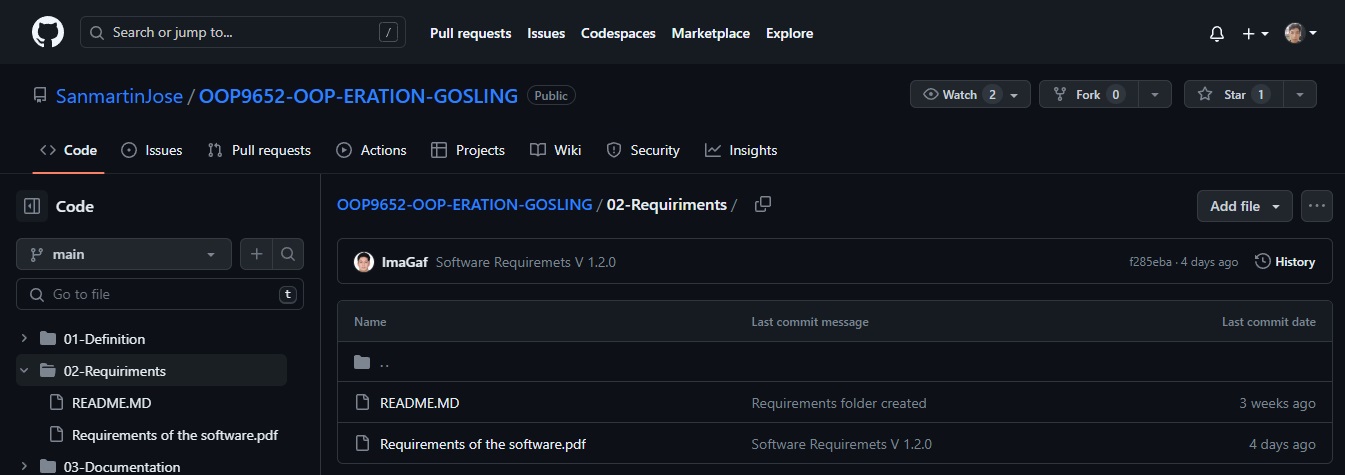 Search or jump to... / Pull requests Issues Codespaces Marketplace Explore
SanmartinJose / OOP9652-OOP-ERATION-GOSLING Public Watch 2 Fork 0 Star 1
Code Issues Pull requests Actions Projects Wiki Security Insights
Code
main
Go to file t
01-Definition
02-Requiriments
README.MD
Requirements of the software.pdf
03-Documentation
OOP9652-OOP-ERATION-GOSLING / 02-Requiriments / Add file ...
ImaGaf Software Requiremets V 1.2.0 f285eba · 4 days ago History
Name Last commit message Last commit date
..
README.MD Requirements folder created 3 weeks ago
Requirements of the software.pdf Software Requiremets V 1.2.0 4 days ago